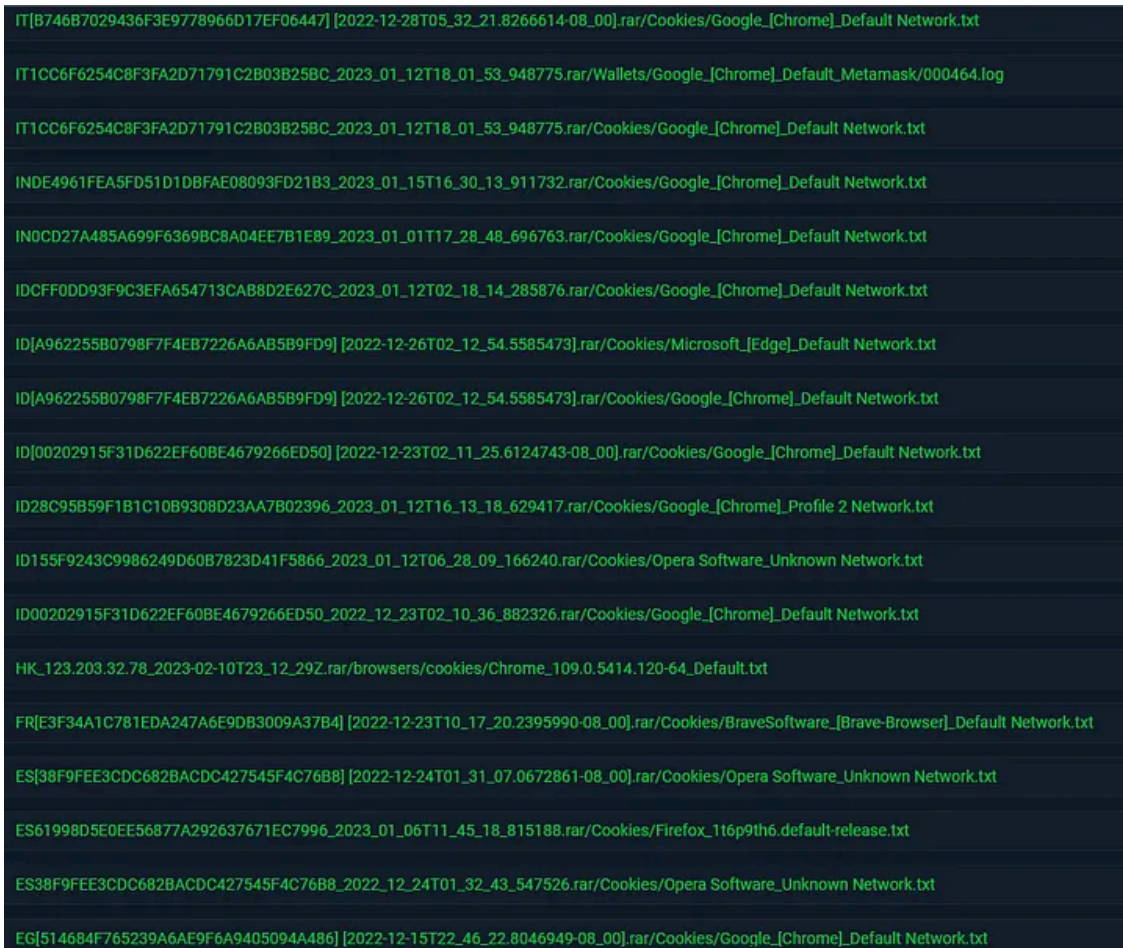 IT[B746B7029436F3E9778966D17EF06447] [2022-12-28T05_32_21.8266614-08_00].rar/Cookies/Google_[Chrome]_Default Network.txt
IT1CC6F6254C8F3FA2D71791C2B03B25BC_2023_01_12T18_01_53_948775.rar/Wallets/Google_[Chrome]_Default_Metamask/000464.log
IT1CC6F6254C8F3FA2D71791C2B03B25BC_2023_01_12T18_01_53_948775.rar/Cookies/Google_[Chrome]_Default Network.txt
INDE4961FEA5FD51D1DBFAE08093FD21B3_2023_01_15T16_30_13_911732.rar/Cookies/Google_[Chrome]_Default Network.txt
IN0CD27A485A699F6369BC8A04EE7B1E89_2023_01_01T17_28_48_696763.rar/Cookies/Google_[Chrome]_Default Network.txt
IDCFF0DD93F9C3EFA654713CAB8D2E627C_2023_01_12T02_18_14_285876.rar/Cookies/Google_[Chrome]_Default Network.txt
ID[A962255B0798F7F4EB7226A6AB5B9FD9] [2022-12-26T02_12_54.5585473].rar/Cookies/Microsoft_[Edge]_Default Network.txt
ID[A962255B0798F7F4EB7226A6AB5B9FD9] [2022-12-26T02_12_54.5585473].rar/Cookies/Google_[Chrome]_Default Network.txt
ID[00202915F31D622EF60BE4679266ED50] [2022-12-23T02_11_25.6124743-08_00].rar/Cookies/Google_[Chrome]_Default Network.txt
ID28C95B59F1B1C10B9308D23AA7B02396_2023_01_12T16_13_18_629417.rar/Cookies/Google_[Chrome]_Profile 2 Network.txt
ID155F9243C9986249D60B7823D41F5866_2023_01_12T06_28_09_166240.rar/Cookies/Opera Software_Unknown Network.txt
ID00202915F31D622EF60BE4679266ED50_2022_12_23T02_10_36_882326.rar/Cookies/Google_[Chrome]_Default Network.txt
HK_123.203.32.78_2023-02-10T23_12_29Z.rar/browsers/cookies/Chrome_109.0.5414.120-64_Default.txt
FR[E3F34A1C781EDA247A6E9DB3009A37B4] [2022-12-23T10_17_20.2395990-08_00].rar/Cookies/BraveSoftware_[Brave-Browser]_Default Network.txt
ES[38F9FEE3CDC682BACDC427545F4C76B8] [2022-12-24T01_31_07.0672861-08_00].rar/Cookies/Opera Software_Unknown Network.txt
ES61998D5E0EE56877A292637671EC7996_2023_01_06T11_45_18_815188.rar/Cookies/Firefox_1t6p9th6.default-release.txt
ES38F9FEE3CDC682BACDC427545F4C76B8_2022_12_24T01_32_43_547526.rar/Cookies/Opera Software_Unknown Network.txt
EG[514684F765239A6AE9F6A9405094A486] [2022-12-15T22_46_22.8046949-08_00].rar/Cookies/Google_[Chrome]_Default Network.txt